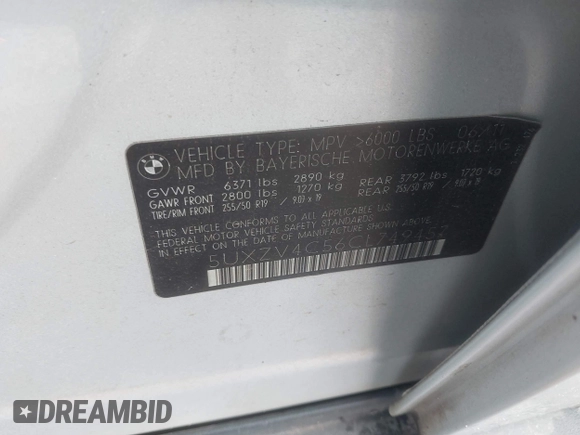 BMW
VEHICLE TYPE: MPV >6000 LBS 06/11
MFD BY: BAYERISCHE MOTORENWERKE AG
GVWR 6371 lbs 2890 kg
GAWR FRONT 2800 lbs 1270 kg REAR 3792 lbs 1720 kg
TIRE/RIM FRONT 255/50 R19 / 9.0J x 19 REAR 255/50 R19 / 9.0J x 19
THIS VEHICLE CONFORMS TO ALL APPLICABLE
FEDERAL MOTOR VEHICLE SAFETY STANDARDS
IN EFFECT ON THE DATE OF MANUFACTURE SHOWN ABOVE.
DREAMBID